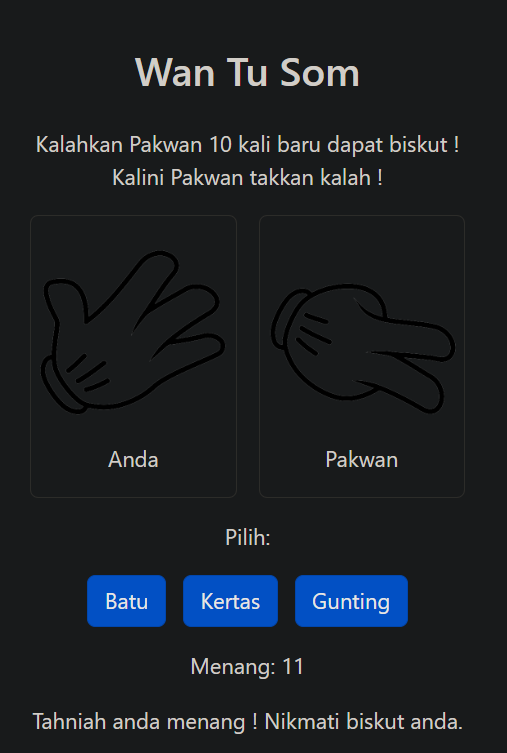 Wan Tu Som
Kalahkan Pakwan 10 kali baru dapat biskut !
Kalini Pakwan takkan kalah !
Anda
Pakwan
Pilih:
Batu
Kertas
Gunting
Menang: 11
Tahniah anda menang ! Nikmati biskut anda.